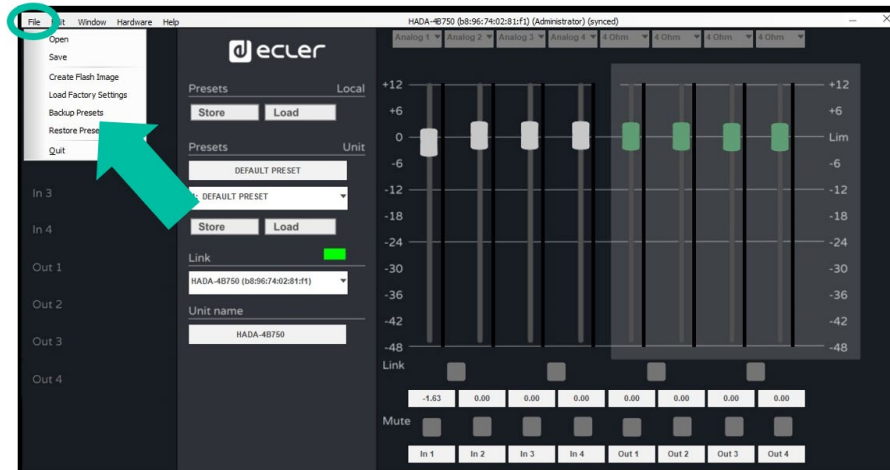 File Edit Window Hardware Help
HADA-4B750 (b8:96:74:02:81:f1) (Administrator) (synced)
Open
Save
Create Flash Image
Load Factory Settings
Backup Presets
Restore
Quit
In 3
In 4
Out 1
Out 2
Out 3
Out 4
ecler
Presets Local
Store Load
Presets Unit
DEFAULT PRESET
DEFAULT PRESET
Store Load
Link
HADA-4B750 (b8:96:74:02:81:f1)
Unit name
HADA-4B750
Analog 1 Analog 2 Analog 3 Analog 4 4 Ohm 4 Ohm 4 Ohm 4 Ohm
+12 +12
+6 +6
0 Lim
-6 -6
-12 -12
-18 -18
-24 -24
-30 -30
-36 -36
-42 -42
-48 -48
Link
-1.63 0.00 0.00 0.00 0.00 0.00 0.00 0.00
Mute
In 1 In 2 In 3 In 4 Out 1 Out 2 Out 3 Out 4